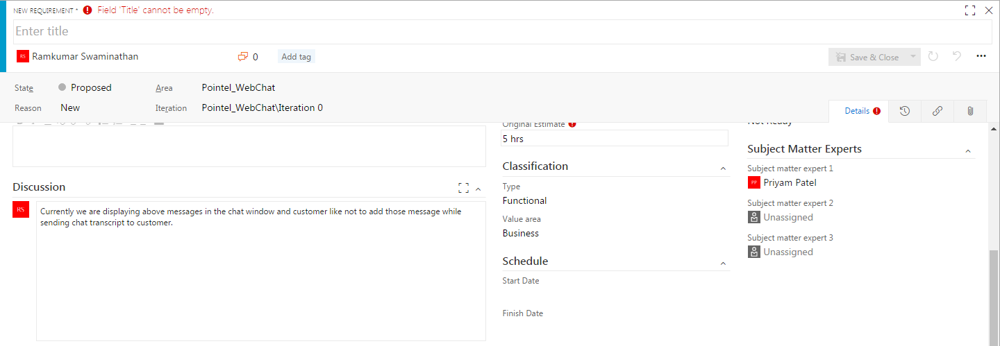 NEW REQUIREMENT * Field 'Title' cannot be empty.
Enter title
RS Ramkumar Swaminathan 0 Add tag Save & Close
State Proposed Area Pointel_WebChat
Reason New Iteration Pointel_WebChat\Iteration 0
Details
Original Estimate
5 hrs
Not Ready
Discussion
RS
Currently we are displaying above messages in the chat window and customer like not to add those message while
sending chat transcript to customer.
Classification
Type
Functional
Value area
Business
Schedule
Start Date
Finish Date
Subject Matter Experts
Subject matter expert 1
PP Priyam Patel
Subject matter expert 2
Unassigned
Subject matter expert 3
Unassigned